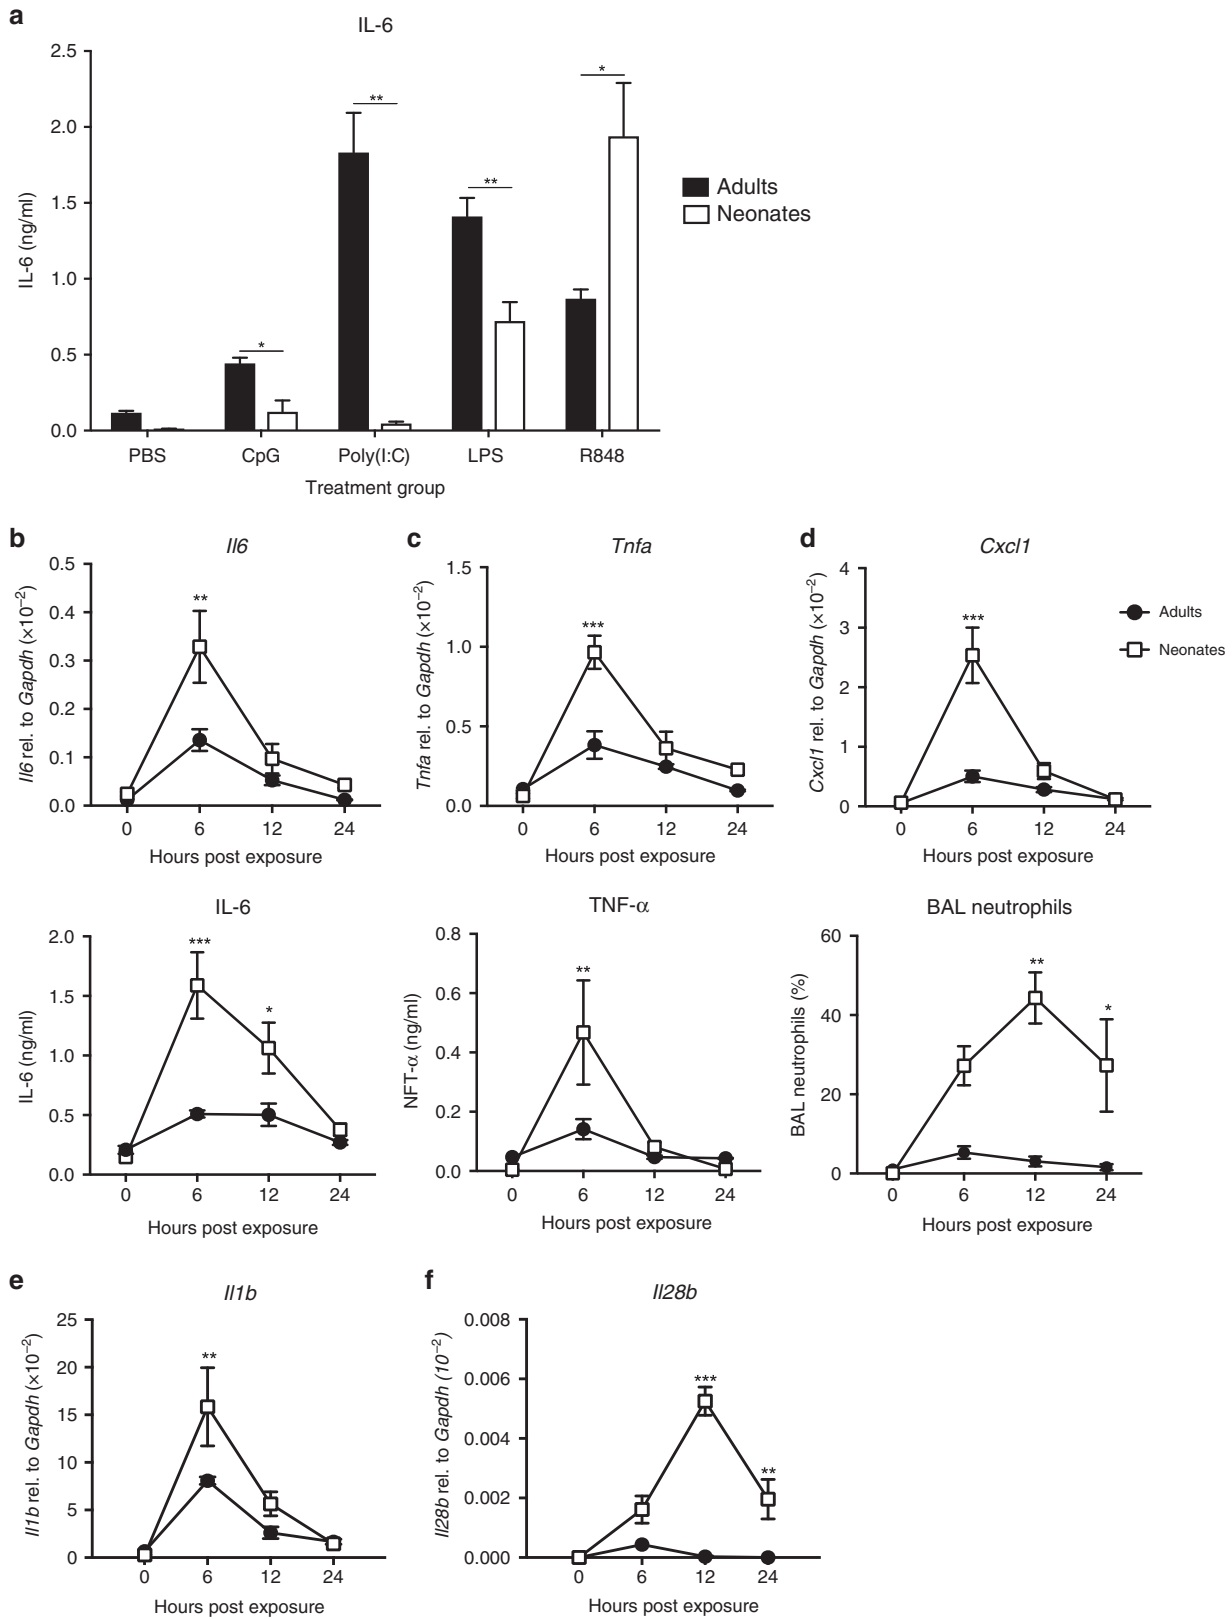 a
IL-6
2.5
2.0
1.5
1.0
0.5
0.0
IL-6 (ng/ml)
**
*
**
*
Adults
Neonates
PBS CpG Poly(I:C) LPS R848
Treatment group
b
Il6
0.5
0.4
0.3
0.2
0.1
0.0
Il6 rel. to Gapdh (×10⁻²)
**
0 6 12 24
Hours post exposure
c
Tnfa
1.5
1.0
0.5
0.0
Tnfa rel. to Gapdh (×10⁻²)
***
0 6 12 24
Hours post exposure
d
Cxcl1
4
3
2
1
0
Cxcl1 rel. to Gapdh (×10⁻²)
***
0 6 12 24
Hours post exposure
Adults
Neonates
IL-6
2.0
1.5
1.0
0.5
0.0
IL-6 (ng/ml)
***
*
0 6 12 24
Hours post exposure
TNF-α
0.8
0.6
0.4
0.2
0.0
NFT-α (ng/ml)
**
0 6 12 24
Hours post exposure
BAL neutrophils
60
40
20
0
BAL neutrophils (%)
**
*
0 6 12 24
Hours post exposure
e
Il1b
25
20
15
10
5
0
Il1b rel. to Gapdh (×10⁻²)
**
0 6 12 24
Hours post exposure
f
Il28b
0.008
0.006
0.004
0.002
0.000
Il28b rel. to Gapdh (10⁻²)
***
**
0 6 12 24
Hours post exposure